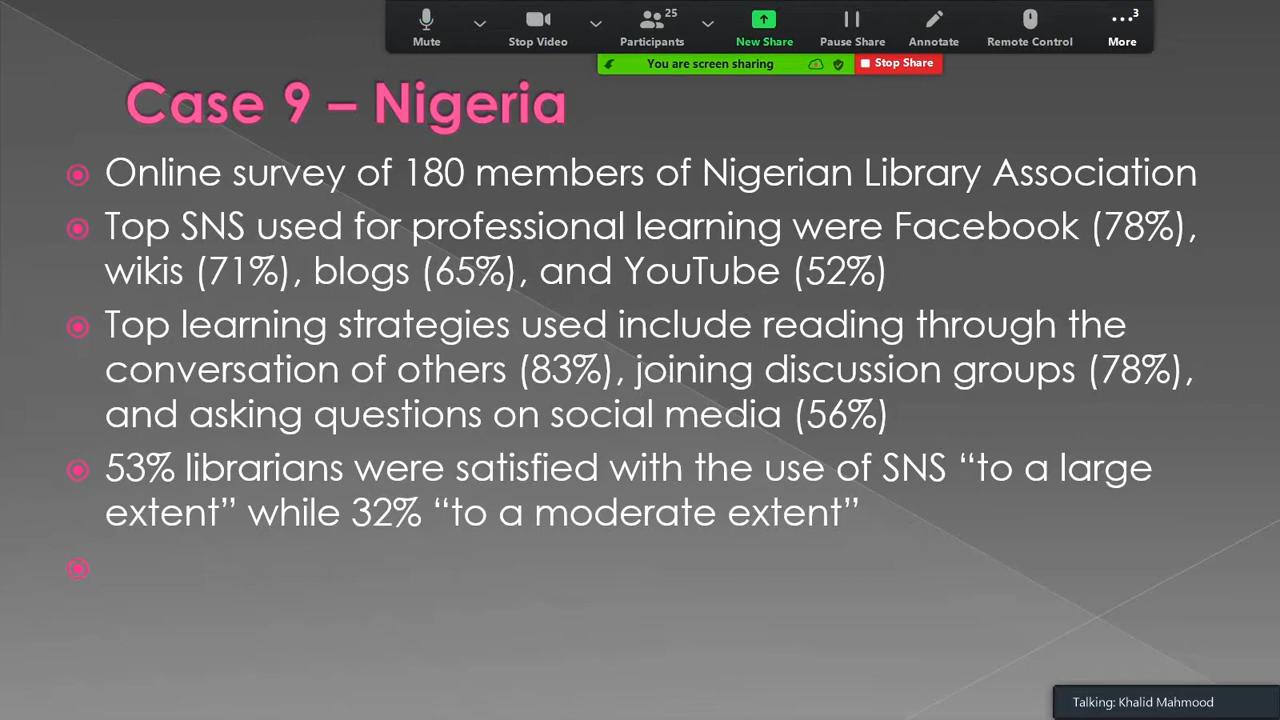 25
3
Mute
Stop Video
Participants
New Share
Pause Share
Annotate
Remote Control
More
You are screen sharing
Stop Share
Case 9 – Nigeria
Online survey of 180 members of Nigerian Library Association
Top SNS used for professional learning were Facebook (78%),
wikis (71%), blogs (65%), and YouTube (52%)
Top learning strategies used include reading through the
conversation of others (83%), joining discussion groups (78%),
and asking questions on social media (56%)
53% librarians were satisfied with the use of SNS “to a large
extent” while 32% “to a moderate extent”
Talking: Khalid Mahmood